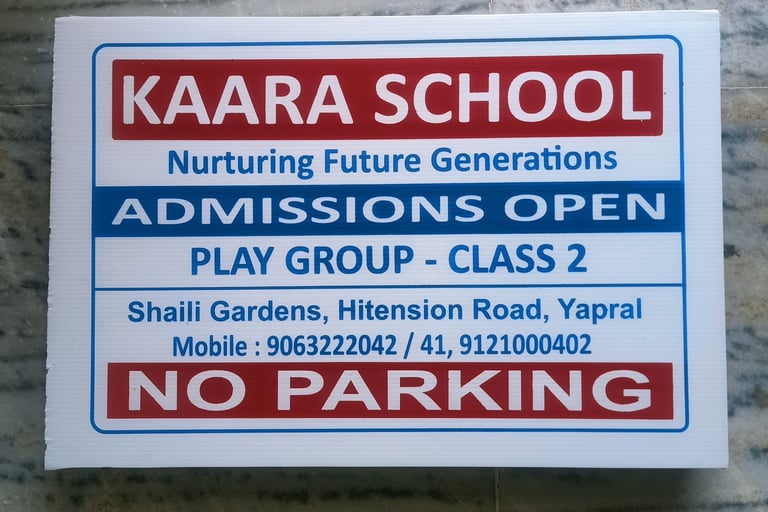 KAARA SCHOOL
Nurturing Future Generations
ADMISSIONS OPEN
PLAY GROUP - CLASS 2
Shaili Gardens, Hitension Road, Yapral
Mobile : 9063222042 / 41, 9121000402
NO PARKING